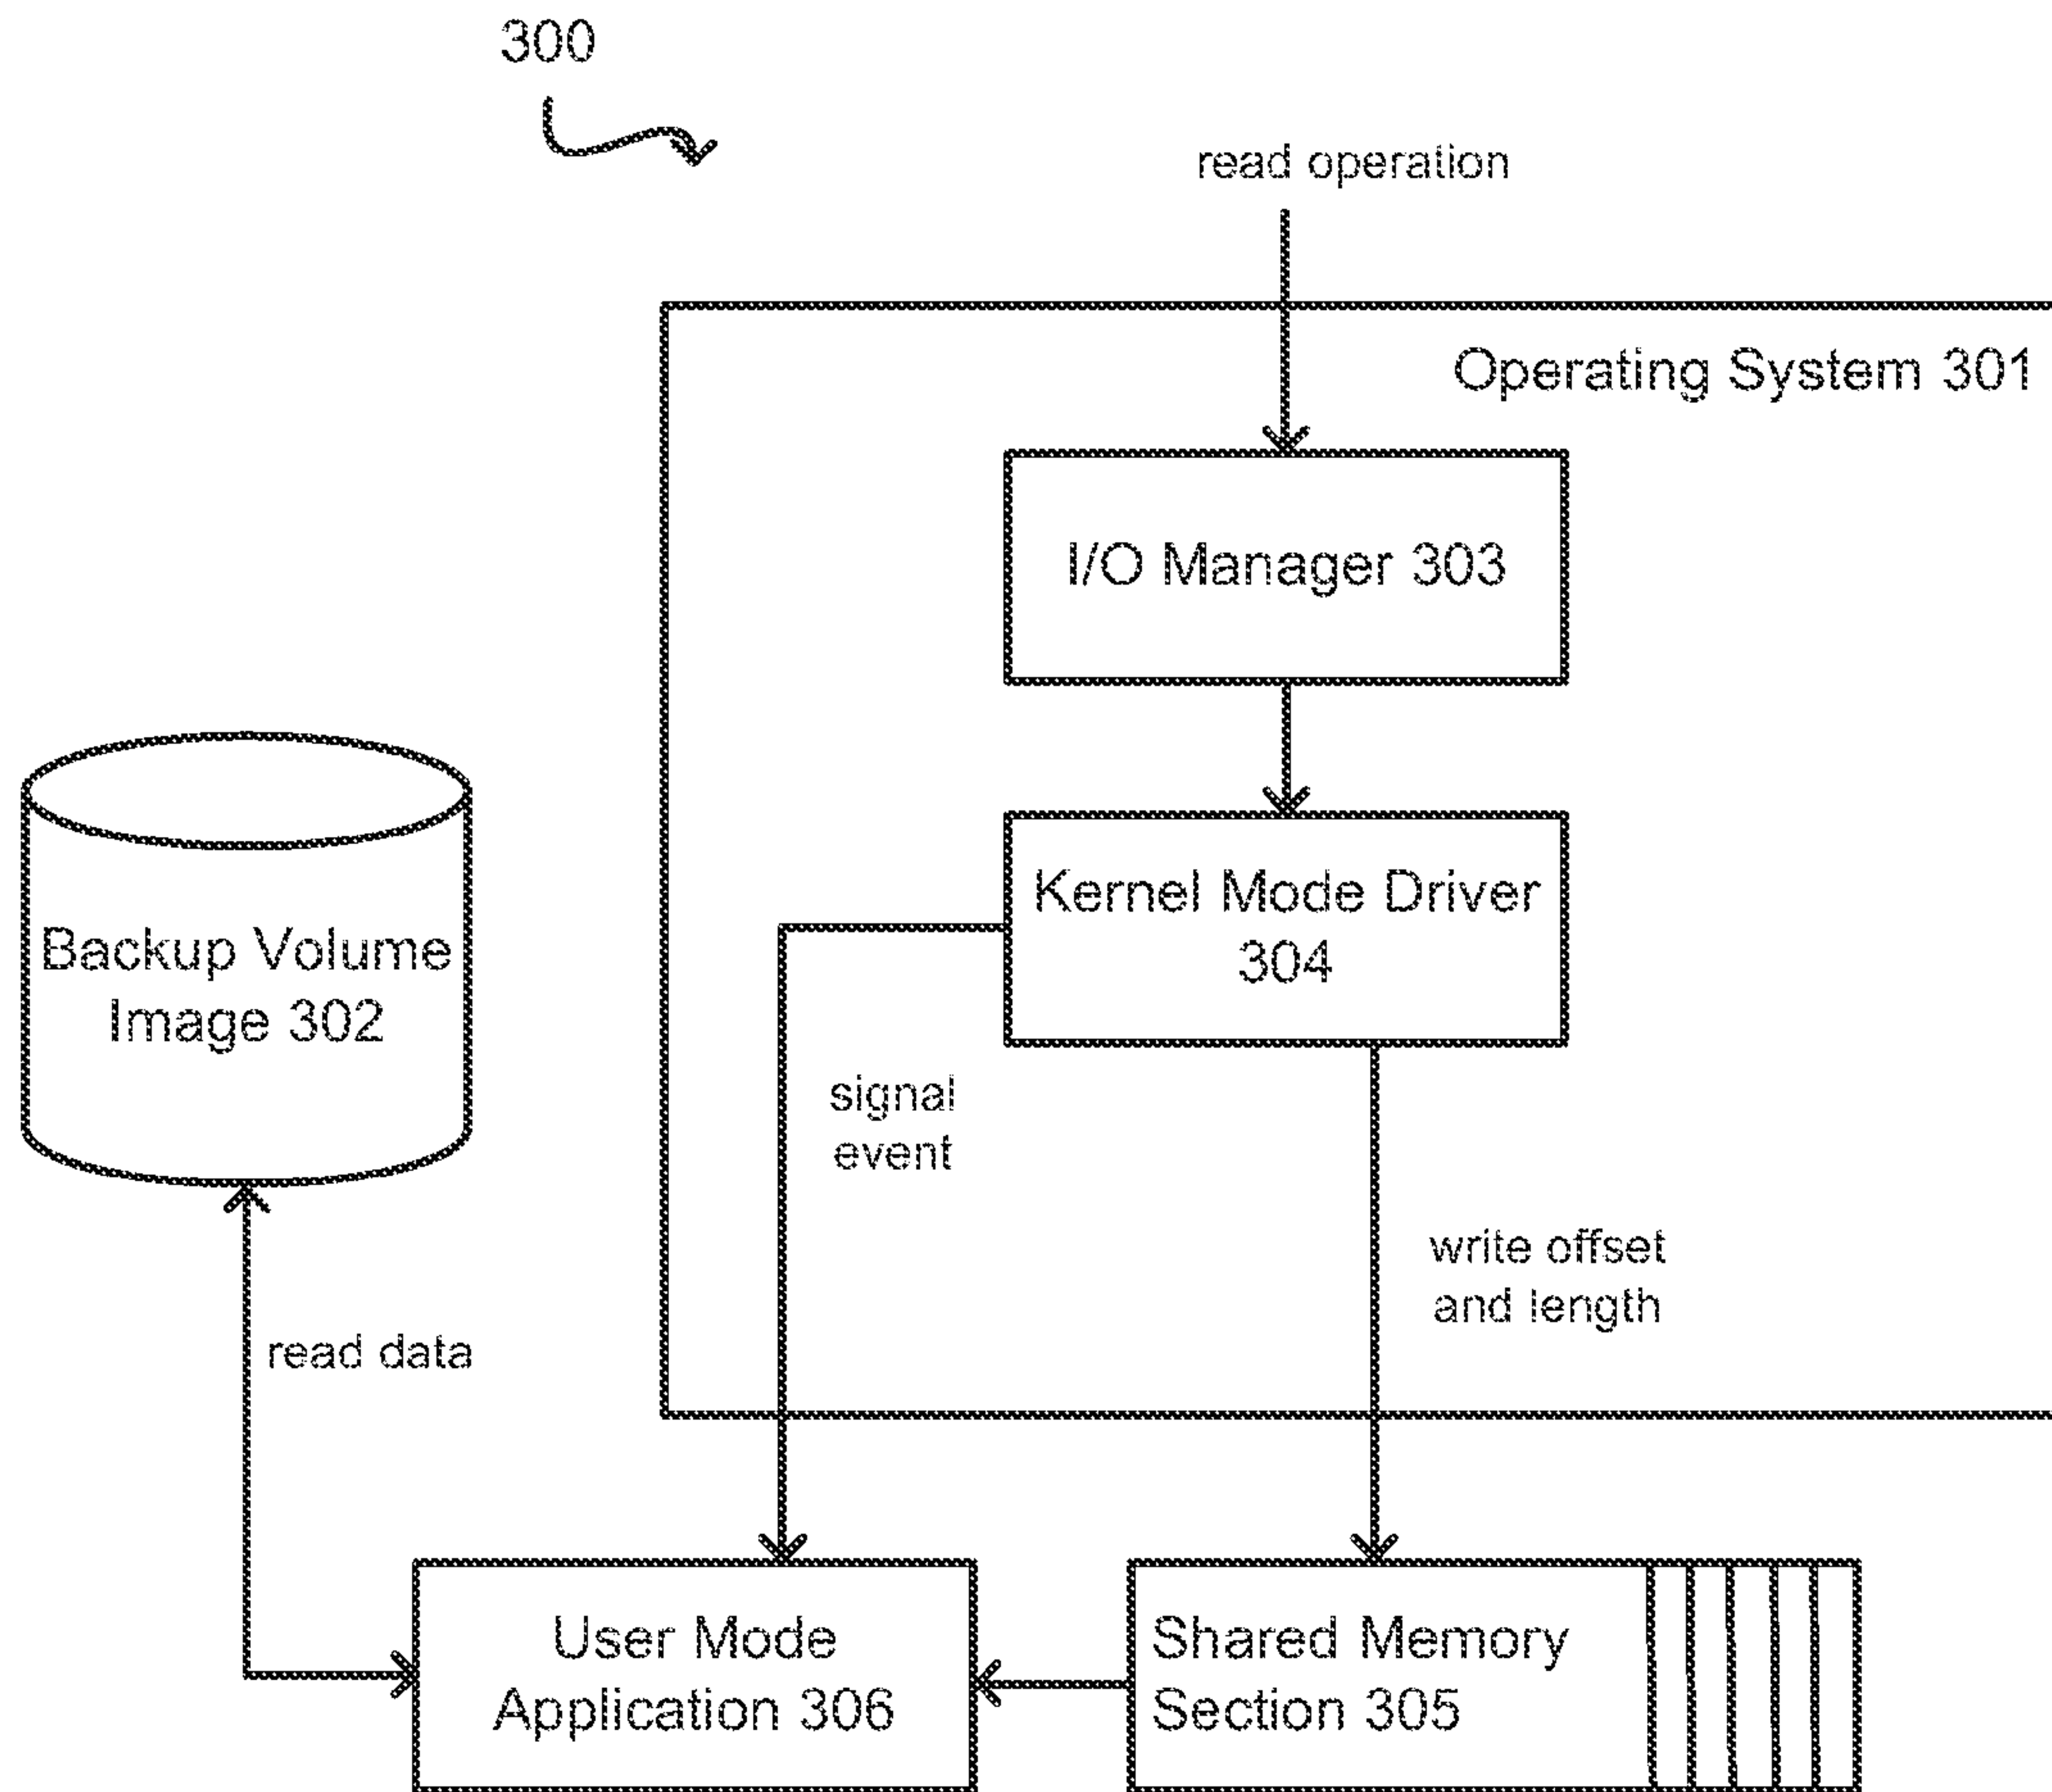 300
read operation
Operating System 301
I/O Manager 303
Kernel Mode Driver
304
Backup Volume
Image 302
signal
event
write offset
and length
read data
User Mode
Application 306
Shared Memory
Section 305